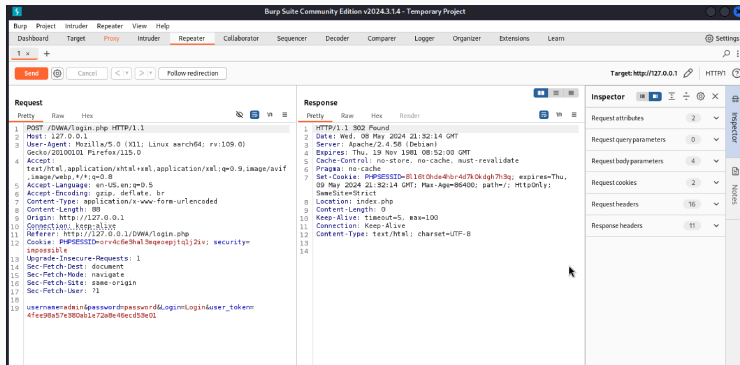 Burp Suite Community Edition v2024.3.1.4 - Temporary Project
Burp Project Intruder Repeater View Help
Dashboard Target Proxy Intruder Repeater Collaborator Sequencer Decoder Comparer Logger Organizer Extensions Learn Settings
1 × +
Send Cancel < > Follow redirection Target: http://127.0.0.1 HTTP/1
Request
Pretty Raw Hex
1 POST /DVWA/login.php HTTP/1.1
2 Host: 127.0.0.1
3 User-Agent: Mozilla/5.0 (X11; Linux aarch64; rv:109.0)
Gecko/20100101 Firefox/115.0
4 Accept:
text/html,application/xhtml+xml,application/xml;q=0.9,image/avif
,image/webp,*/*;q=0.8
5 Accept-Language: en-US,en;q=0.5
6 Accept-Encoding: gzip, deflate, br
7 Content-Type: application/x-www-form-urlencoded
8 Content-Length: 88
9 Origin: http://127.0.0.1
10 Connection: keep-alive
11 Referer: http://127.0.0.1/DVWA/login.php
12 Cookie: PHPSESSID=orv4c6e3hal3mqeoepjtq1j2iv; security=
impossible
13 Upgrade-Insecure-Requests: 1
14 Sec-Fetch-Dest: document
15 Sec-Fetch-Mode: navigate
16 Sec-Fetch-Site: same-origin
17 Sec-Fetch-User: ?1
18
19 username=admin&password=password&Login=Login&user_token=
4fee98a57e380ab1e72a8e46ecd53e01
Response
Pretty Raw Hex Render
1 HTTP/1.1 302 Found
2 Date: Wed, 08 May 2024 21:32:14 GMT
3 Server: Apache/2.4.58 (Debian)
4 Expires: Thu, 19 Nov 1981 08:52:00 GMT
5 Cache-Control: no-store, no-cache, must-revalidate
6 Pragma: no-cache
7 Set-Cookie: PHPSESSID=8l16t0hde4hbr4d7k0kdgh7h3q; expires=Thu,
09 May 2024 21:32:14 GMT; Max-Age=86400; path=/; HttpOnly;
SameSite=Strict
8 Location: index.php
9 Content-Length: 0
10 Keep-Alive: timeout=5, max=100
11 Connection: Keep-Alive
12 Content-Type: text/html; charset=UTF-8
13
14
Inspector
Request attributes 2
Request query parameters 0
Request body parameters 4
Request cookies 2
Request headers 16
Response headers 11
Inspector
Notes